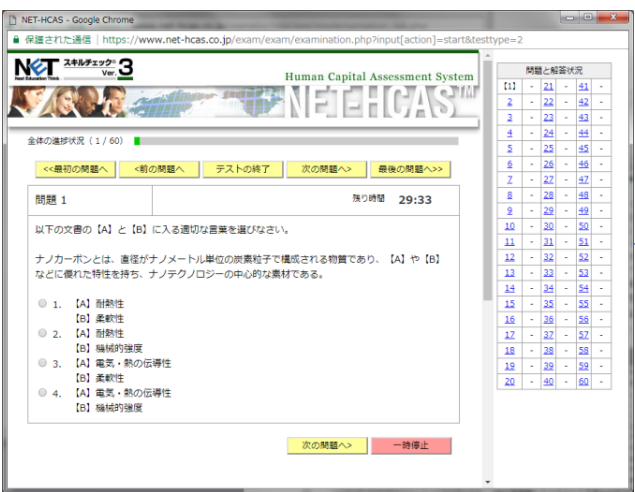 NET-HCAS - Google Chrome
保護された通信 | https://www.net-hcas.co.jp/exam/exam/examination.php?input[action]=start&testtype=2
NET スキルチェック® Ver.3
Next Education Think
Human Capital Assessment System
NET-HCAS™
全体の進捗状況（1 / 60）
<<最初の問題へ <前の問題へ テストの終了 次の問題へ> 最後の問題へ>>
問題 1 残り時間 29:33
以下の文書の【A】と【B】に入る適切な言葉を選びなさい。
ナノカーボンとは、直径がナノメートル単位の炭素粒子で構成される物質であり、【A】や【B】
などに優れた特性を持ち、ナノテクノロジーの中心的な素材である。
1. 【A】耐熱性
【B】柔軟性
2. 【A】耐熱性
【B】機械的強度
3. 【A】電気・熱の伝導性
【B】柔軟性
4. 【A】電気・熱の伝導性
【B】機械的強度
次の問題へ> 一時停止
問題と解答状況
【1】 - 21 - 41 -
2 - 22 - 42 -
3 - 23 - 43 -
4 - 24 - 44 -
5 - 25 - 45 -
6 - 26 - 46 -
7 - 27 - 47 -
8 - 28 - 48 -
9 - 29 - 49 -
10 - 30 - 50 -
11 - 31 - 51 -
12 - 32 - 52 -
13 - 33 - 53 -
14 - 34 - 54 -
15 - 35 - 55 -
16 - 36 - 56 -
17 - 37 - 57 -
18 - 38 - 58 -
19 - 39 - 59 -
20 - 40 - 60 -